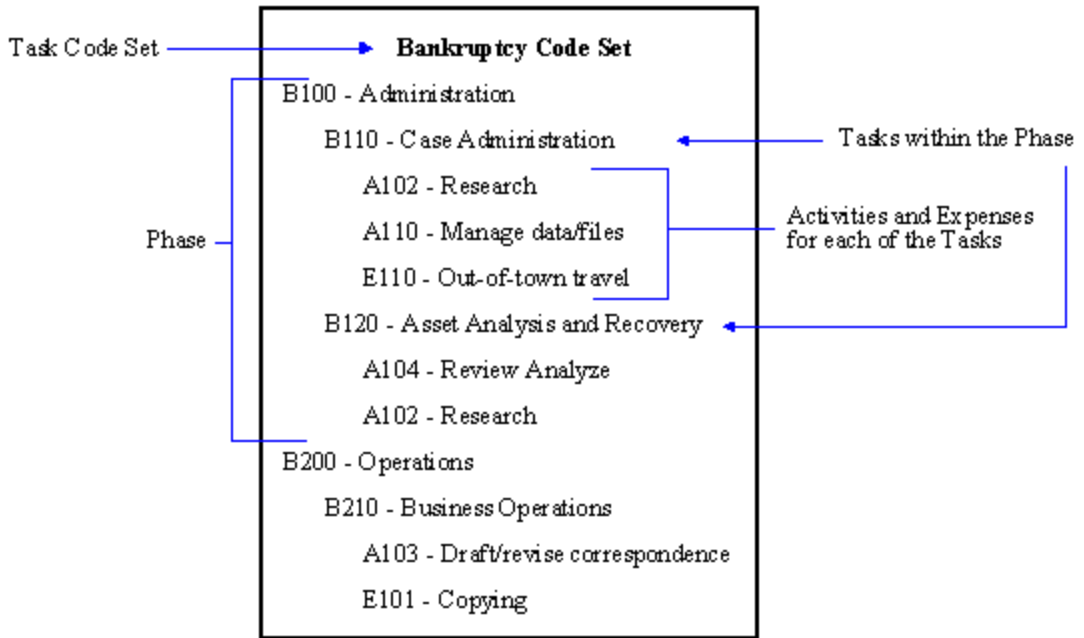 Task Code Set
Bankruptcy Code Set
B100 - Administration
B110 - Case Administration
Tasks within the Phase
A102 - Research
Activities and Expenses
for each of the Tasks
Phase
A110 - Manage data/files
E110 - Out-of-town travel
B120 - Asset Analysis and Recovery
A104 - Review Analyze
A102 - Research
B200 - Operations
B210 - Business Operations
A103 - Draft/revise correspondence
E101 - Copying